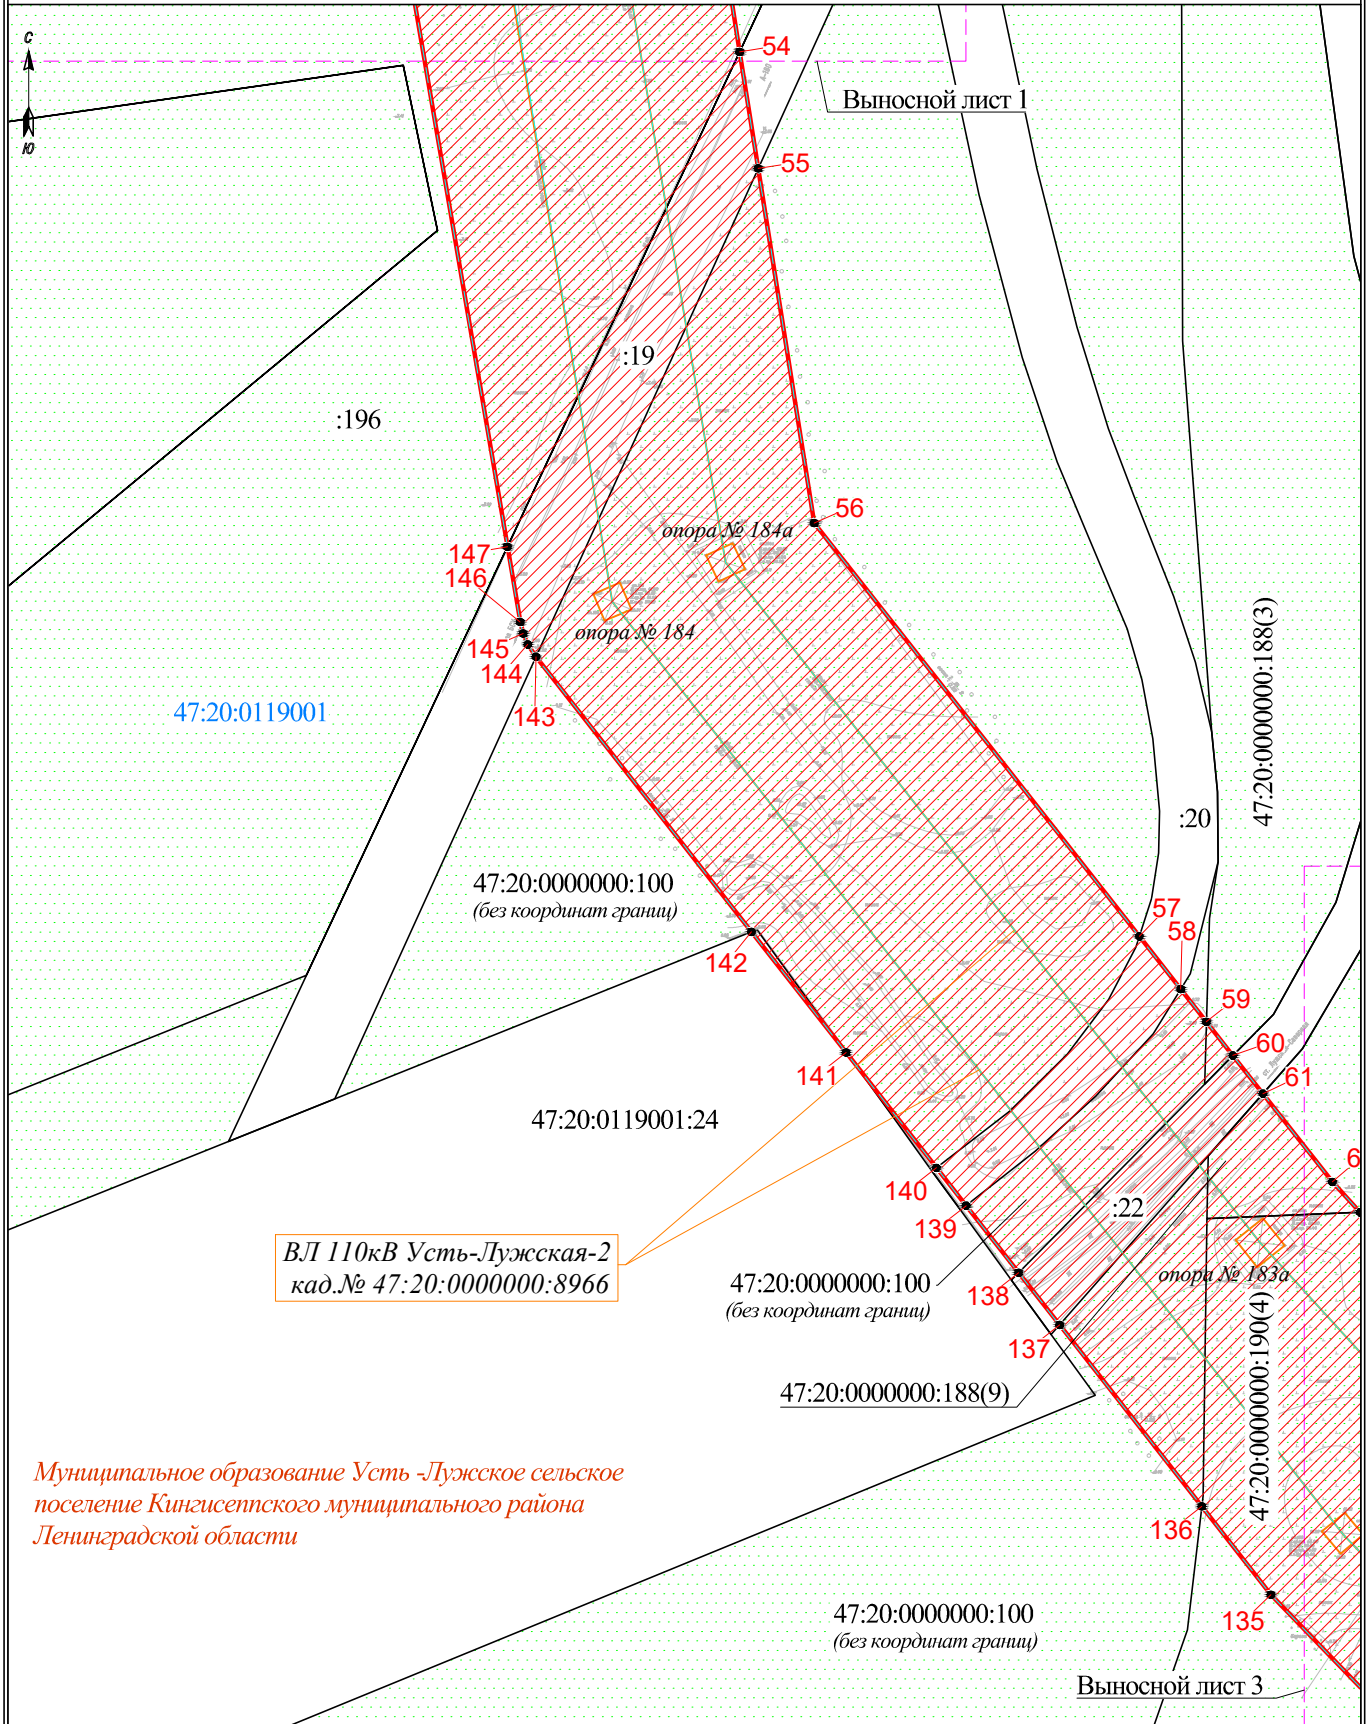 С
Ю
54
Выносной лист 1
55
:19
:196
56
опора № 184а
147
146
опора № 184
145
144
143
47:20:0119001
47:20:0000000:188(3)
:20
47:20:0000000:100
(без координат границ)
57
58
142
59
60
141
61
47:20:0119001:24
6
140
139
:22
ВЛ 110кВ Усть-Лужская-2
кад.№ 47:20:0000000:8966
опора № 183а
47:20:0000000:100
(без координат границ)
138
137
47:20:0000000:190(4)
47:20:0000000:188(9)
Муниципальное образование Усть -Лужское сельское
поселение Кингисеппского муниципального района
Ленинградской области
136
135
47:20:0000000:100
(без координат границ)
Выносной лист 3